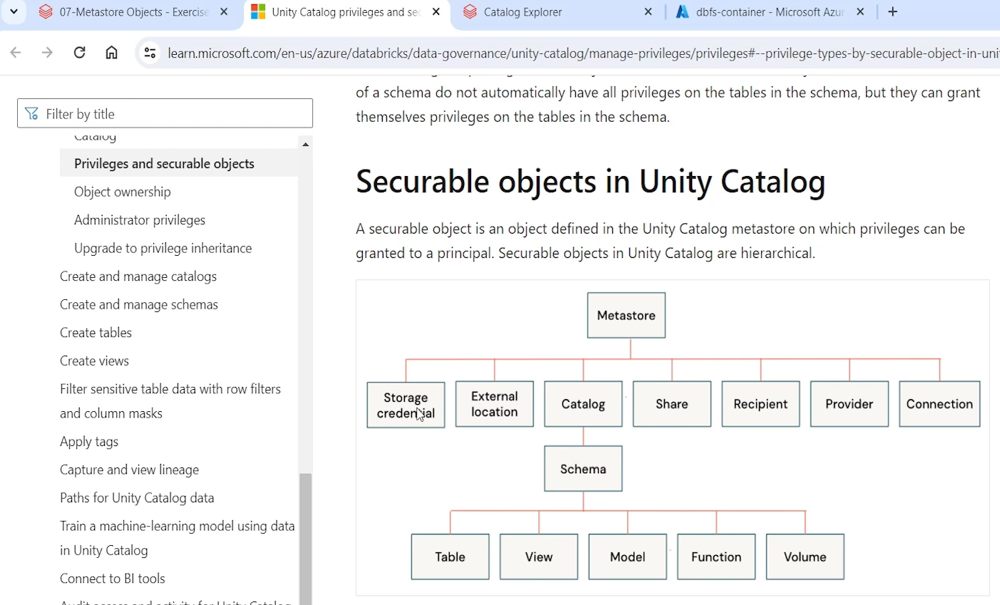 07-Metastore Objects - Exercise
Unity Catalog privileges and se
Catalog Explorer
dbfs-container - Microsoft Azur
learn.microsoft.com/en-us/azure/databricks/data-governance/unity-catalog/manage-privileges/privileges#--privilege-types-by-securable-object-in-uni
Filter by title
Catalog
Privileges and securable objects
Object ownership
Administrator privileges
Upgrade to privilege inheritance
Create and manage catalogs
Create and manage schemas
Create tables
Create views
Filter sensitive table data with row filters
and column masks
Apply tags
Capture and view lineage
Paths for Unity Catalog data
Train a machine-learning model using data
in Unity Catalog
Connect to BI tools
of a schema do not automatically have all privileges on the tables in the schema, but they can grant
themselves privileges on the tables in the schema.
Securable objects in Unity Catalog
A securable object is an object defined in the Unity Catalog metastore on which privileges can be
granted to a principal. Securable objects in Unity Catalog are hierarchical.
Metastore
Storage
credential
External
location
Catalog
Share
Recipient
Provider
Connection
Schema
Table
View
Model
Function
Volume